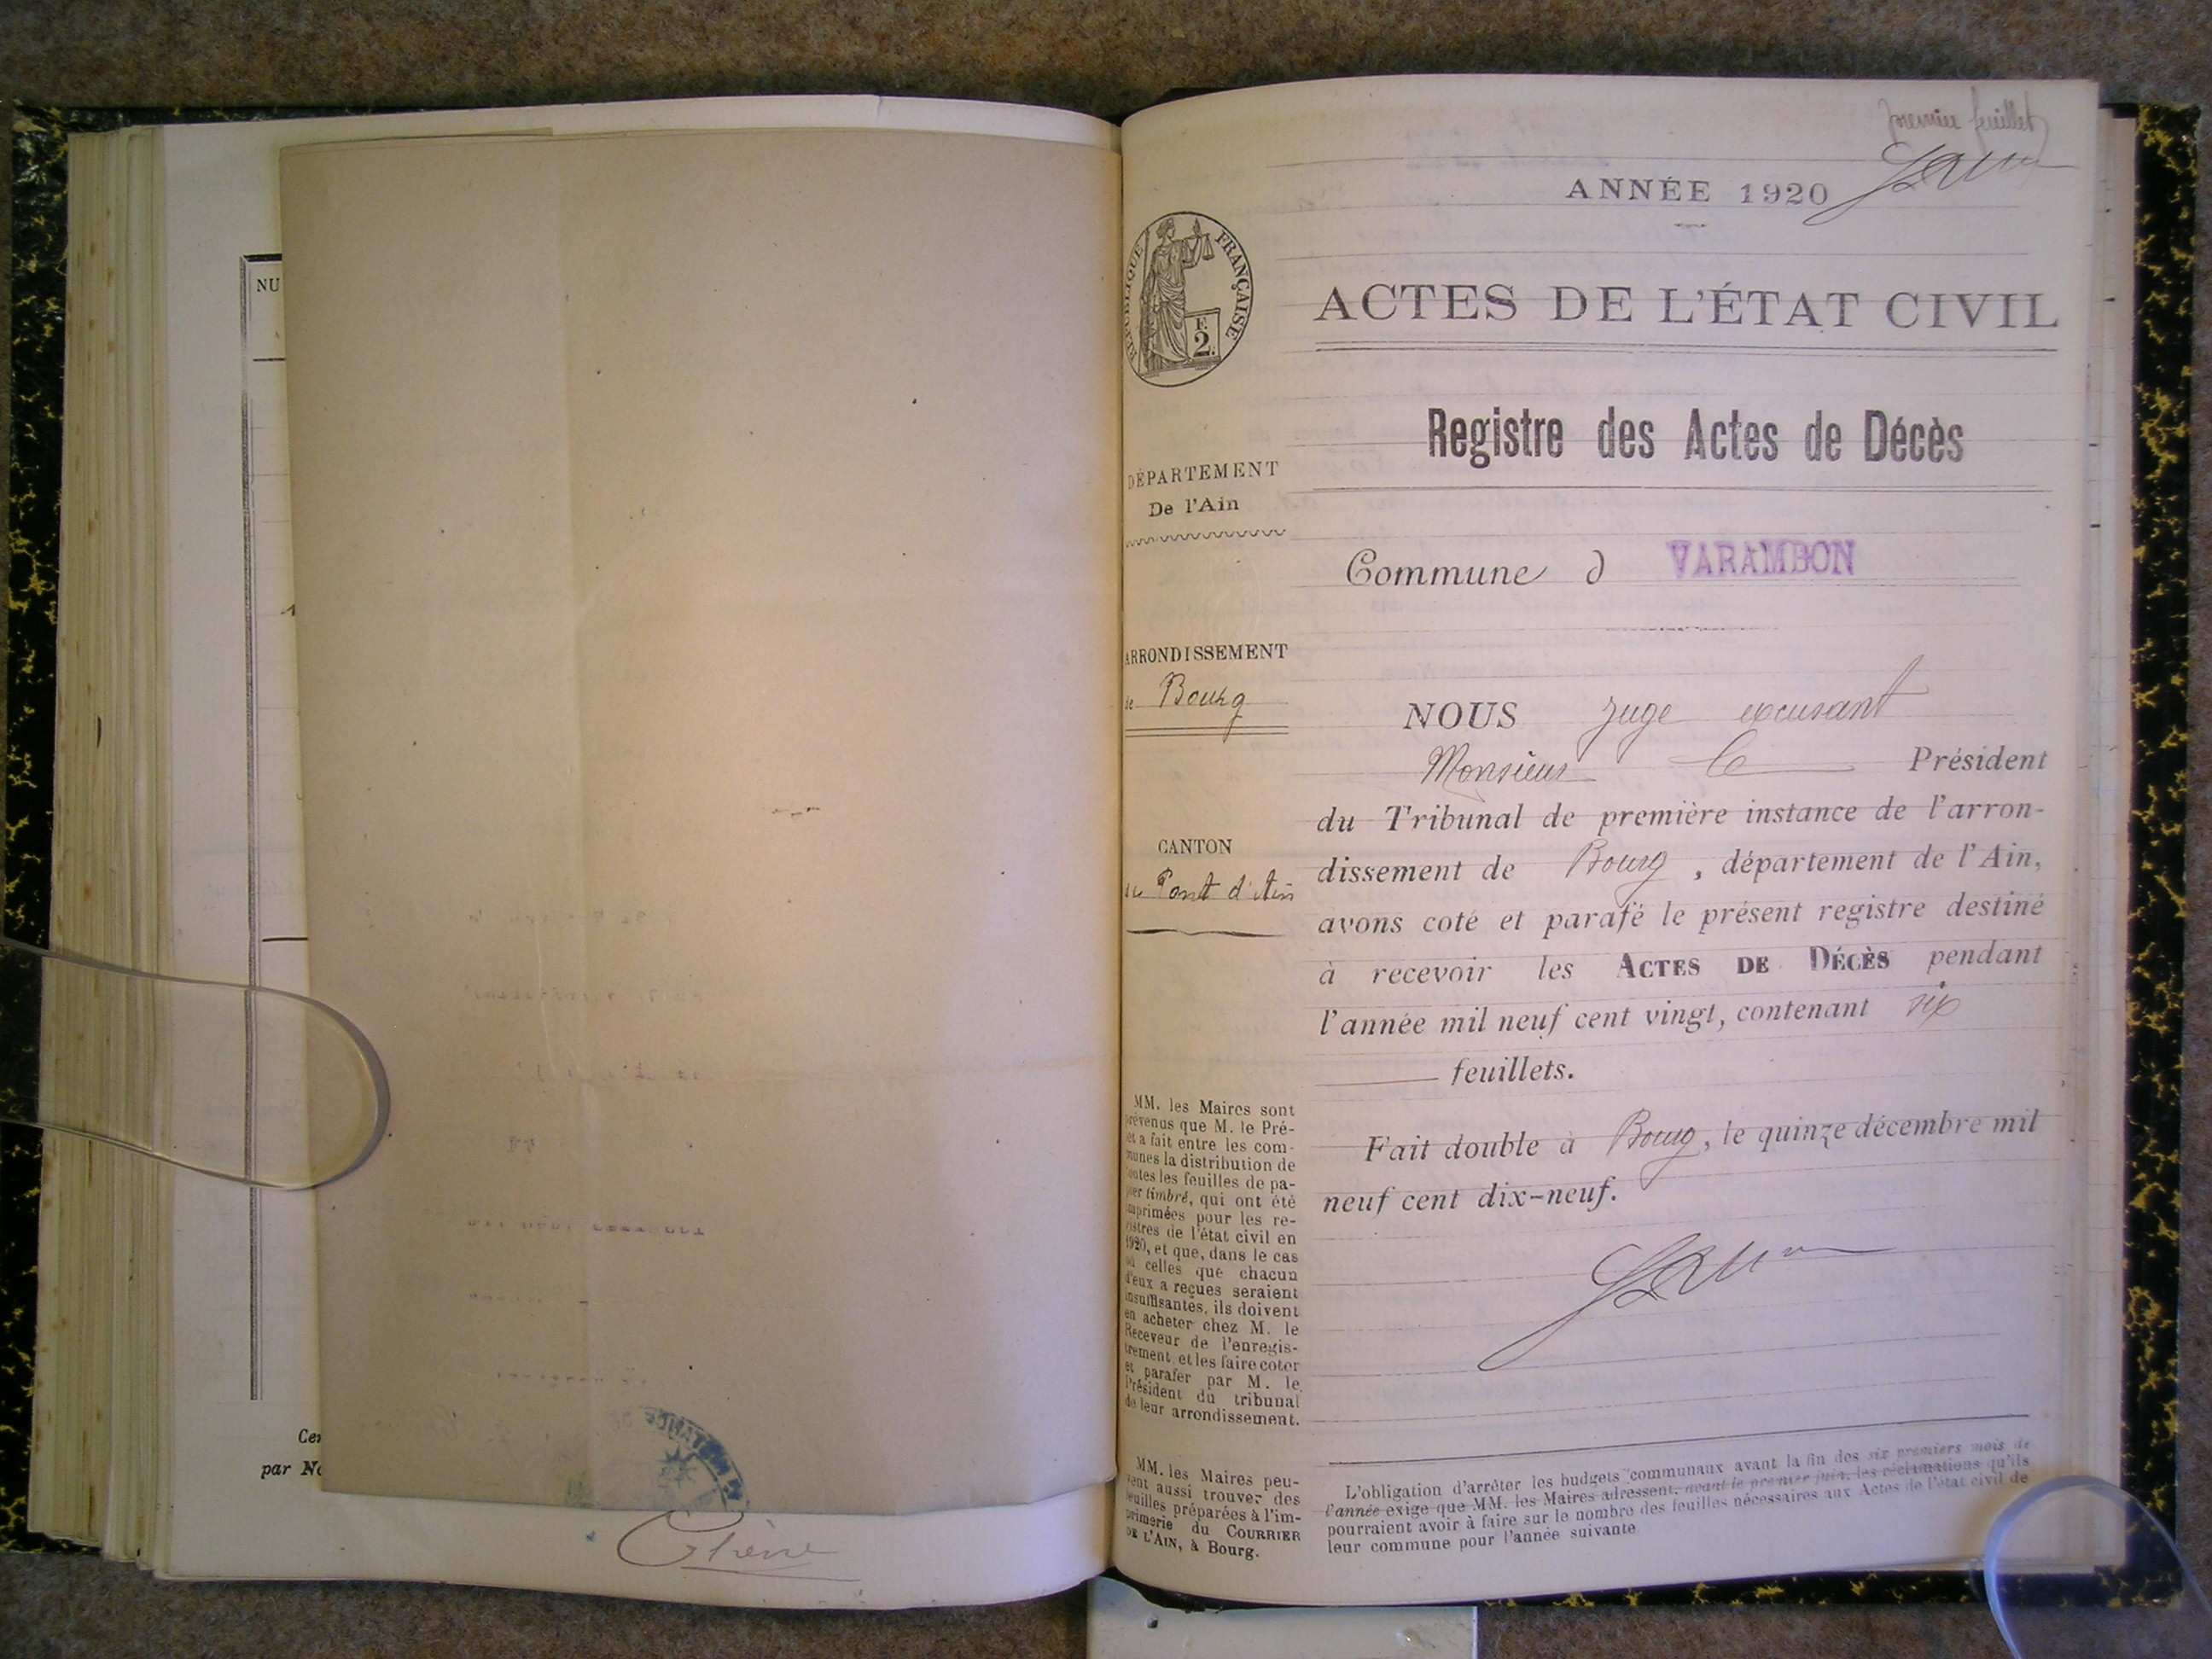 NU
Cer
par No
premier feuillet
ANNÉE 1920
RÉPUBLIQUE FRANÇAISE
F.
2.
ACTES DE L'ÉTAT CIVIL
Registre des Actes de Décès
DÉPARTEMENT
De l'Ain
Commune d VARAMBON
ARRONDISSEMENT
de Bourg
CANTON
de Pont d'Ain
NOUS Juge excusant
Monsieur le Président
du Tribunal de première instance de l'arron-
dissement de Bourg, département de l'Ain,
avons coté et parafé le présent registre destiné
à recevoir les ACTES DE DÉCÈS pendant
l'année mil neuf cent vingt, contenant six
feuillets.
Fait double à Bourg, le quinze décembre mil
neuf cent dix-neuf.
MM. les Maires sont
prévenus que M. le Pré-
fet a fait entre les com-
munes la distribution de
toutes les feuilles de pa-
pier timbré, qui ont été
imprimées pour les re-
gistres de l'état civil en
1920, et que, dans le cas
où celles que chacun
d'eux a reçues seraient
insuffisantes, ils doivent
en acheter chez M. le
Receveur de l'enregis-
trement et les faire coter
et parafer par M. le
Président du tribunal
de leur arrondissement.
MM. les Maires peu-
vent aussi trouver des
feuilles préparées à l'im-
primerie du COURRIER
DE L'AIN, à Bourg.
L'obligation d'arrêter les budgets communaux avant la fin des six premiers mois de
l'année exige que MM. les Maires adressent, avant le premier juin, les réclamations qu'ils
pourraient avoir à faire sur le nombre des feuilles nécessaires aux Actes de l'état civil de
leur commune pour l'année suivante